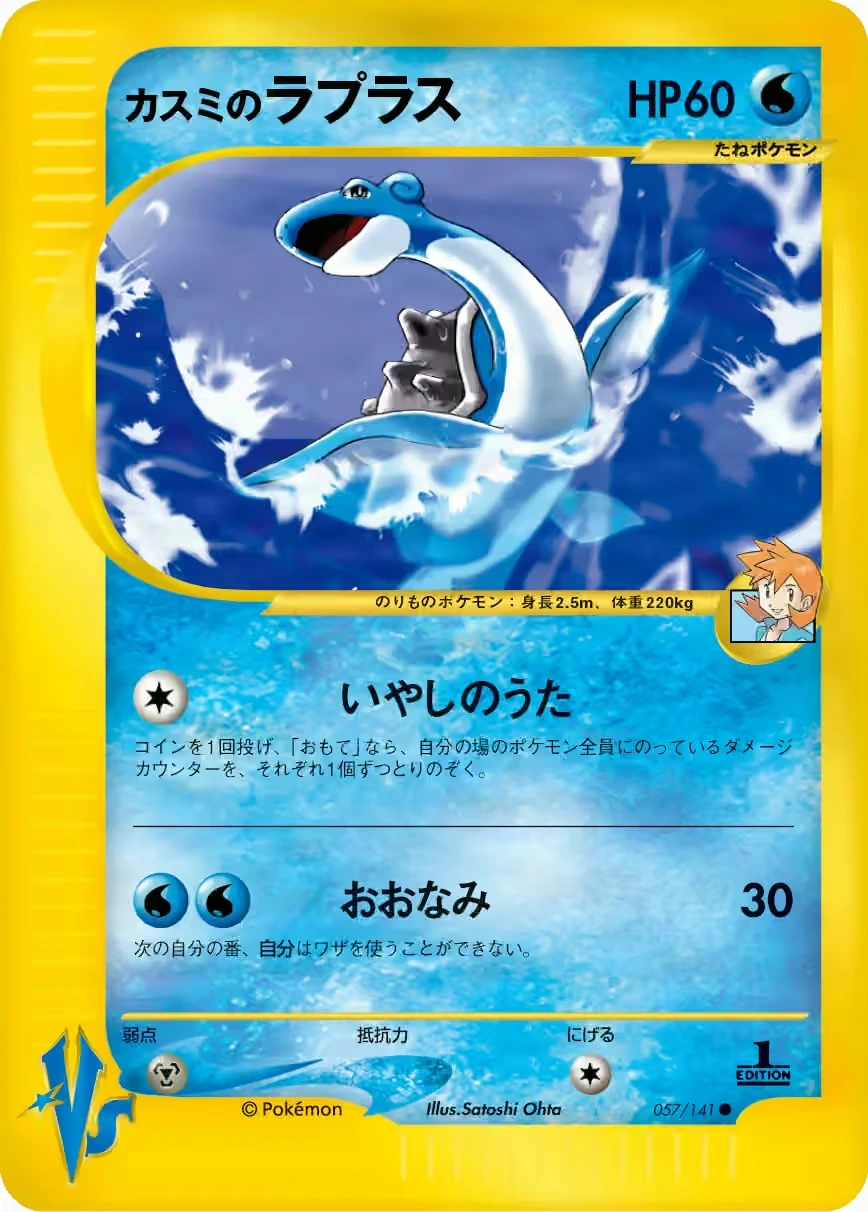 カスミのラプラス HP60
たねポケモン
のりものポケモン：身長2.5m、体重220kg
いやしのうた
コインを1回投げ、「おもて」なら、自分の場のポケモン全員にのっているダメージ
カウンターを、それぞれ1個ずつとりのぞく。
おおなみ 30
次の自分の番、自分はワザを使うことができない。
弱点 抵抗力 にげる
1
EDITION
VS
© Pokémon Illus.Satoshi Ohta 057/141 ●